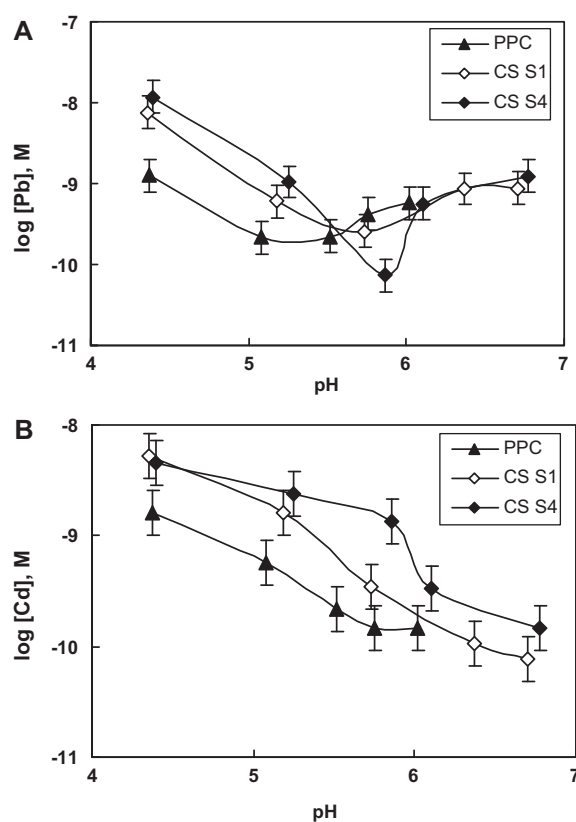 A
-7
-8
-9
-10
-11
log [Pb], M
4
5
6
7
pH
PPC
CS S1
CS S4
B
-8
-9
-10
-11
log [Cd], M
4
5
6
7
pH
PPC
CS S1
CS S4